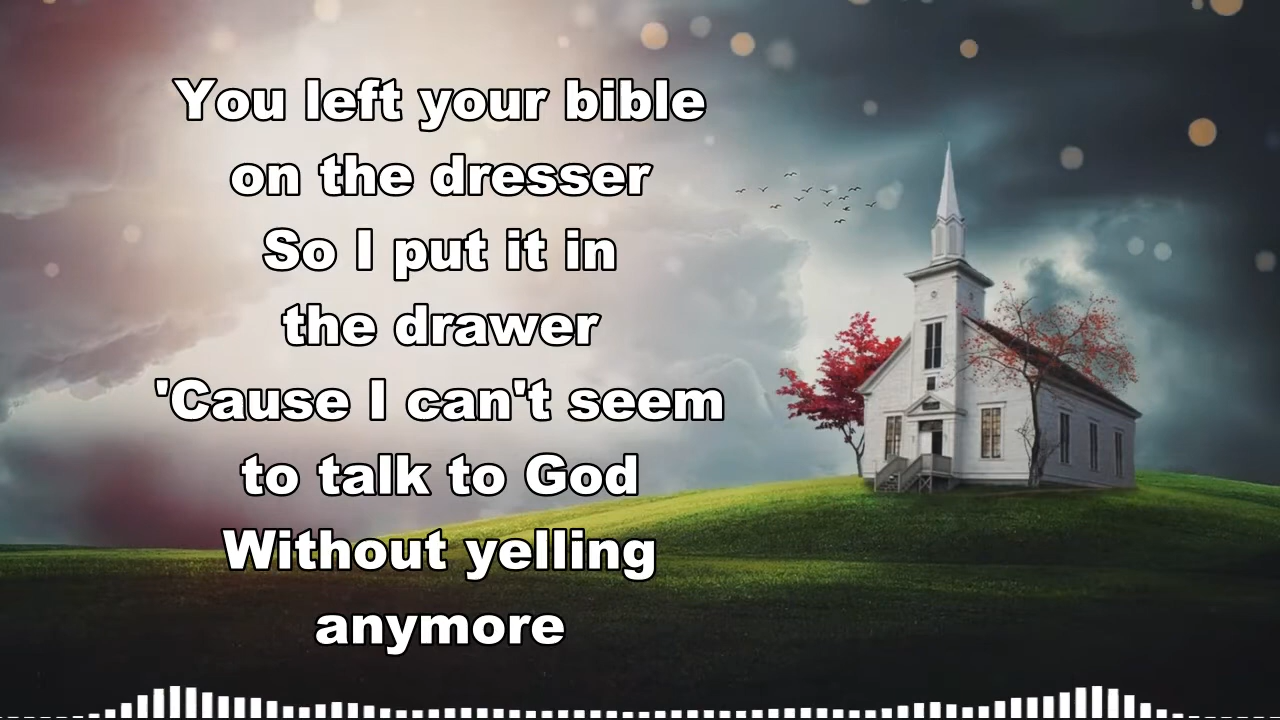 You left your bible
on the dresser
So I put it in
the drawer
'Cause I can't seem
to talk to God
Without yelling
anymore